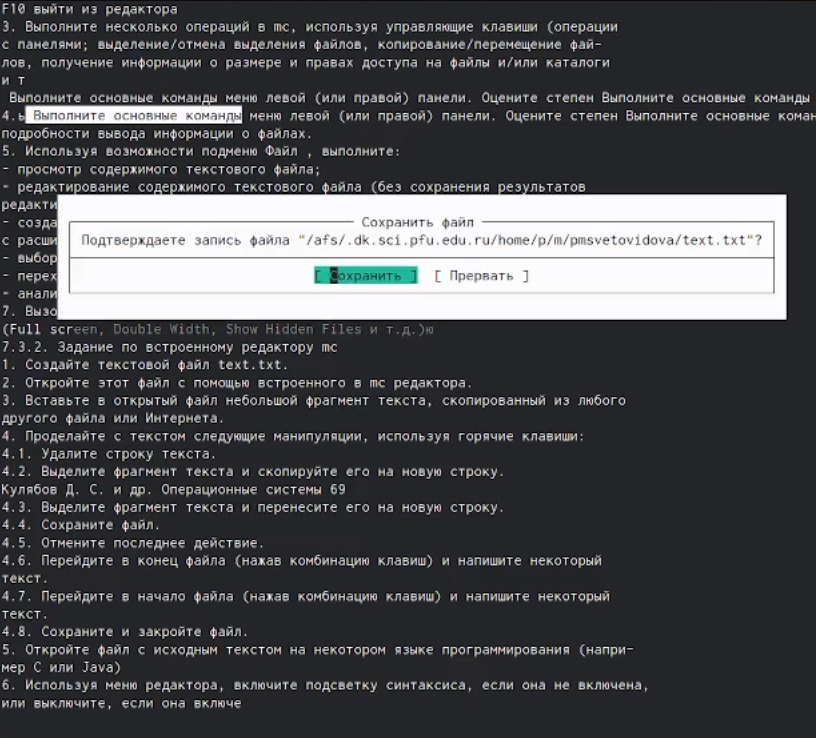 F10 выйти из редактора
3. Выполните несколько операций в mc, используя управляющие клавиши (операции
с панелями; выделение/отмена выделения файлов, копирование/перемещение фай-
лов, получение информации о размере и правах доступа на файлы и/или каталоги
и т
Выполните основные команды меню левой (или правой) панели. Оцените степен Выполните основные команды
4.ь Выполните основные команды меню левой (или правой) панели. Оцените степен Выполните основные коман
подробности вывода информации о файлах.
5. Используя возможности подменю Файл , выполните:
- просмотр содержимого текстового файла;
- редактирование содержимого текстового файла (без сохранения результатов
редакти
- созда
с расши
- выбор
- перех
- анали
7. Вызо
Сохранить файл
Подтверждаете запись файла "/afs/.dk.sci.pfu.edu.ru/home/p/m/pmsvetovidova/text.txt"?
[ Сохранить ] [ Прервать ]
(Full screen, Double Width, Show Hidden Files и т.д.)ю
7.3.2. Задание по встроенному редактору mc
1. Создайте текстовой файл text.txt.
2. Откройте этот файл с помощью встроенного в mc редактора.
3. Вставьте в открытый файл небольшой фрагмент текста, скопированный из любого
другого файла или Интернета.
4. Проделайте с текстом следующие манипуляции, используя горячие клавиши:
4.1. Удалите строку текста.
4.2. Выделите фрагмент текста и скопируйте его на новую строку.
Кулябов Д. С. и др. Операционные системы 69
4.3. Выделите фрагмент текста и перенесите его на новую строку.
4.4. Сохраните файл.
4.5. Отмените последнее действие.
4.6. Перейдите в конец файла (нажав комбинацию клавиш) и напишите некоторый
текст.
4.7. Перейдите в начало файла (нажав комбинацию клавиш) и напишите некоторый
текст.
4.8. Сохраните и закройте файл.
5. Откройте файл с исходным текстом на некотором языке программирования (напри-
мер C или Java)
6. Используя меню редактора, включите подсветку синтаксиса, если она не включена,
или выключите, если она включе